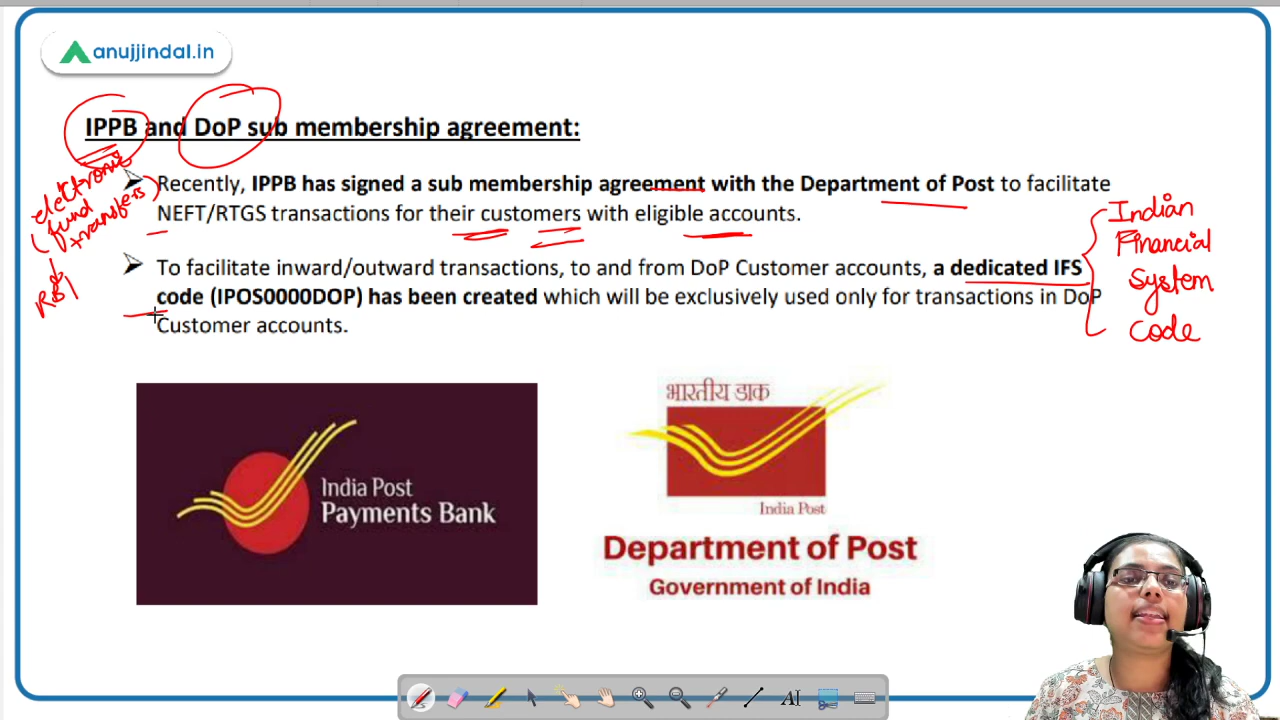 anujjindal.in
IPPB and DoP sub membership agreement:
Recently, IPPB has signed a sub membership agreement with the Department of Post to facilitate
NEFT/RTGS transactions for their customers with eligible accounts.
To facilitate inward/outward transactions, to and from DoP Customer accounts, a dedicated IFS
code (IPOS0000DOP) has been created which will be exclusively used only for transactions in DoP
Customer accounts.
electronic
fund
transfers
Indian
Financial
System
Code
India Post
Payments Bank
भारतीय डाक
India Post
Department of Post
Government of India
AI